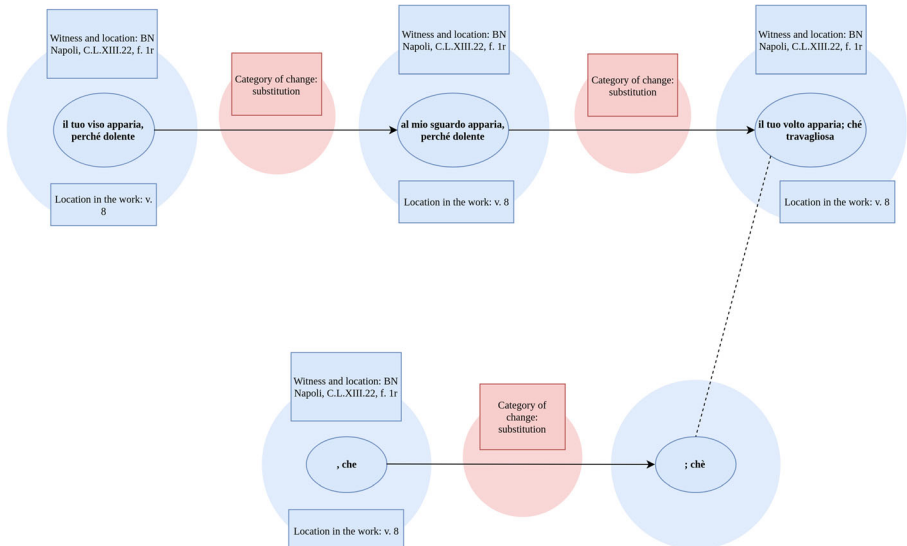 Witness and location: BN
Napoli, C.L.XIII.22, f. 1r
Category of change:
substitution
Witness and location: BN
Napoli, C.L.XIII.22, f. 1r
Category of change:
substitution
Witness and location: BN
Napoli, C.L.XIII.22, f. 1r
il tuo viso apparia,
perché dolente
al mio sguardo apparia,
perché dolente
il tuo volto apparia; ché
travagliosa
Location in the work: v.
8
Location in the work: v. 8
Location in the work: v. 8
Witness and location: BN
Napoli, C.L.XIII.22, f. 1r
Category of
change:
substitution
, che
; chè
Location in the work: v. 8